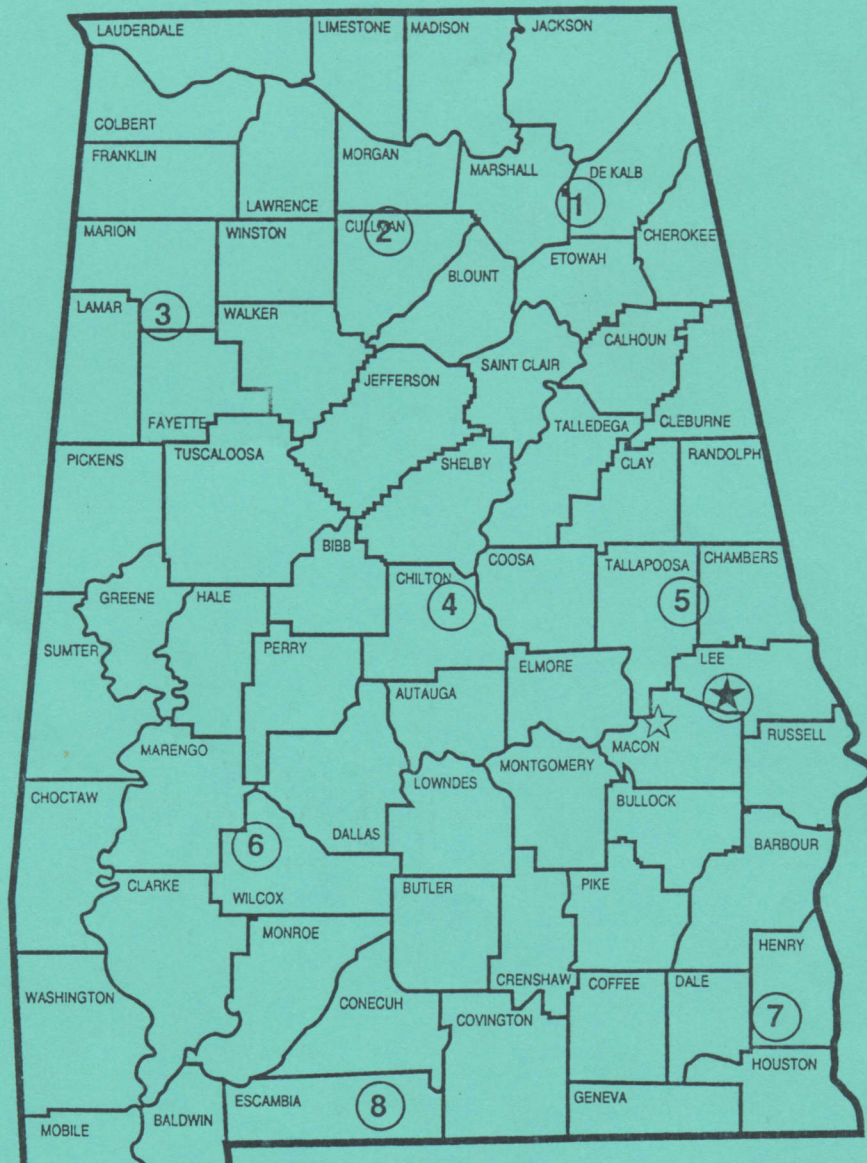 LAUDERDALE
LIMESTONE
MADISON
JACKSON
COLBERT
FRANKLIN
LAWRENCE
MORGAN
MARSHALL
DE KALB
1
MARION
WINSTON
CULLMAN
2
CHEROKEE
ETOWAH
BLOUNT
LAMAR
3
WALKER
CALHOUN
SAINT CLAIR
JEFFERSON
FAYETTE
TALLEDEGA
CLEBURNE
PICKENS
TUSCALOOSA
SHELBY
CLAY
RANDOLPH
BIBB
COOSA
TALLAPOOSA
CHAMBERS
CHILTON
4
5
GREENE
HALE
SUMTER
PERRY
ELMORE
LEE
AUTAUGA
MARENGO
MACON
RUSSELL
MONTGOMERY
LOWNDES
CHOCTAW
BULLOCK
DALLAS
6
BARBOUR
CLARKE
WILCOX
BUTLER
PIKE
MONROE
HENRY
CRENSHAW
COFFEE
DALE
WASHINGTON
CONECUH
COVINGTON
7
HOUSTON
ESCAMBIA
8
GENEVA
MOBILE
BALDWIN